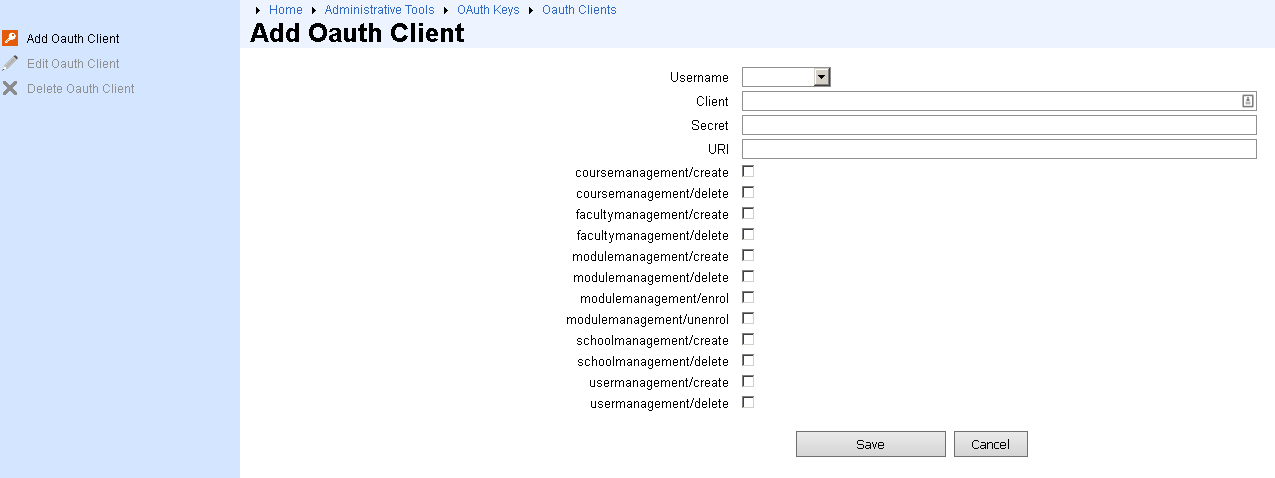 Home Administrative Tools OAuth Keys Oauth Clients
Add Oauth Client
Add Oauth Client
Edit Oauth Client
Delete Oauth Client
Username
Client
Secret
URI
coursemanagement/create
coursemanagement/delete
facultymanagement/create
facultymanagement/delete
modulemanagement/create
modulemanagement/delete
modulemanagement/enrol
modulemanagement/unenrol
schoolmanagement/create
schoolmanagement/delete
usermanagement/create
usermanagement/delete
Save Cancel